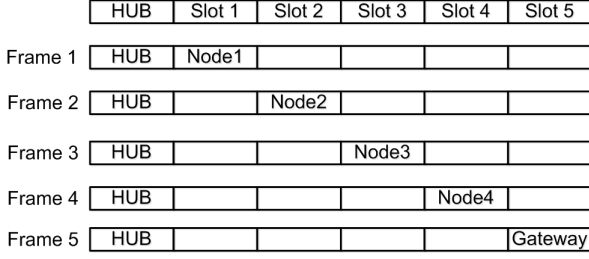 HUB Slot 1 Slot 2 Slot 3 Slot 4 Slot 5
Frame 1 HUB Node1
Frame 2 HUB Node2
Frame 3 HUB Node3
Frame 4 HUB Node4
Frame 5 HUB Gateway